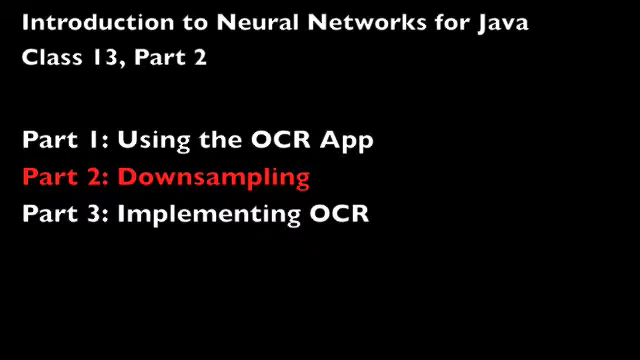 Introduction to Neural Networks for Java
Class 13, Part 2
Part 1: Using the OCR App
Part 2: Downsampling
Part 3: Implementing OCR